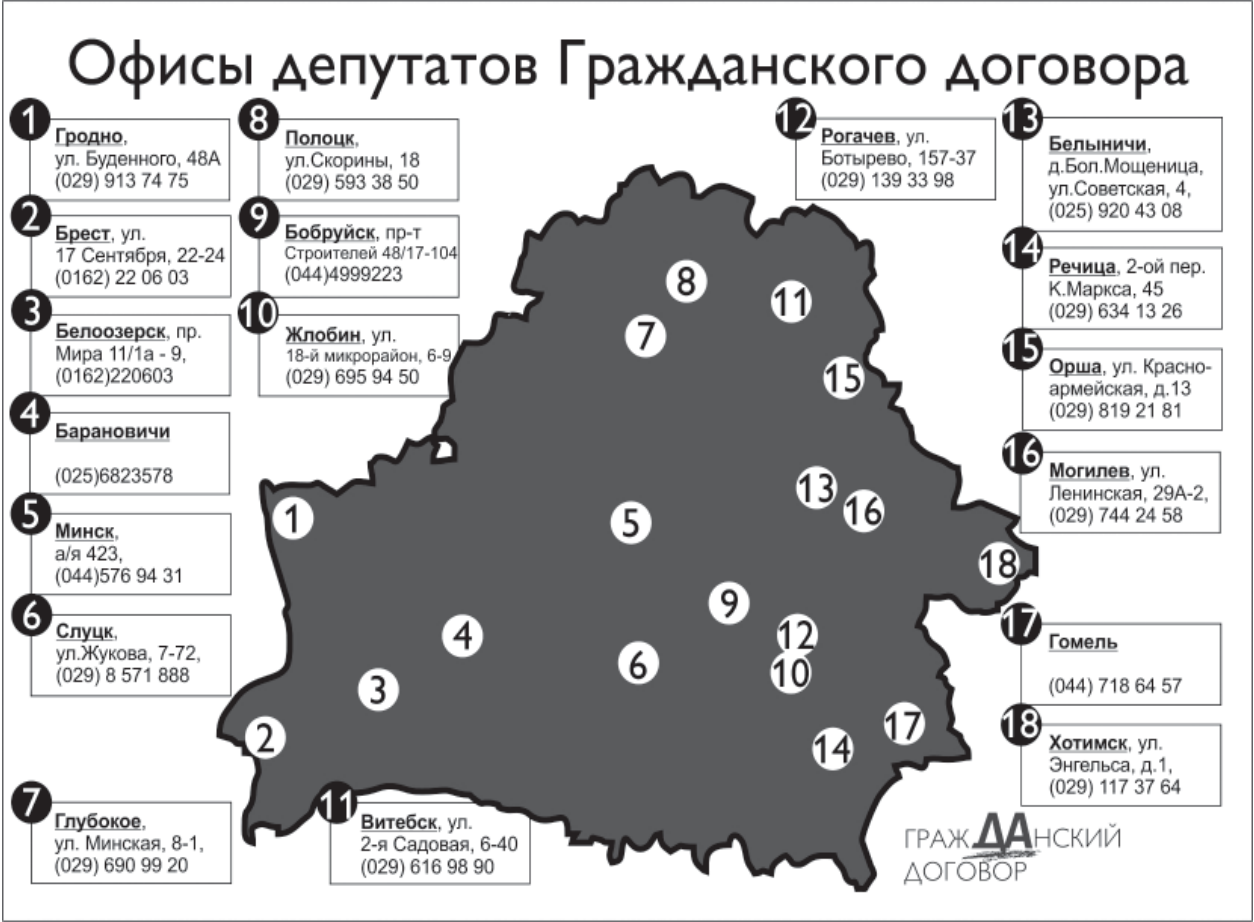 Офисы депутатов Гражданского договора
1
Гродно,
ул. Буденного, 48А
(029) 913 74 75
2
Брест, ул.
17 Сентября, 22-24
(0162) 22 06 03
3
Белоозерск, пр.
Мира 11/1а - 9,
(0162)220603
4
Барановичи
(025)6823578
5
Минск,
а/я 423,
(044)576 94 31
6
Слуцк,
ул.Жукова, 7-72,
(029) 8 571 888
7
Глубокое,
ул. Минская, 8-1,
(029) 690 99 20
8
Полоцк,
ул.Скорины, 18
(029) 593 38 50
9
Бобруйск, пр-т
Строителей 48/17-104
(044)4999223
10
Жлобин, ул.
18-й микрорайон, 6-9
(029) 695 94 50
11
Витебск, ул.
2-я Садовая, 6-40
(029) 616 98 90
12
Рогачев, ул.
Ботырево, 157-37
(029) 139 33 98
13
Белыничи,
д.Бол.Мощеница,
ул.Советская, 4,
(025) 920 43 08
14
Речица, 2-ой пер.
К.Маркса, 45
(029) 634 13 26
15
Орша, ул. Красно-
армейская, д.13
(029) 819 21 81
16
Могилев, ул.
Ленинская, 29А-2,
(029) 744 24 58
17
Гомель
(044) 718 64 57
18
Хотимск, ул.
Энгельса, д.1,
(029) 117 37 64
8
11
7
15
13
16
1
5
18
9
4
12
6
10
3
17
2
14
ГРАЖДАНСКИЙ
ДОГОВОР